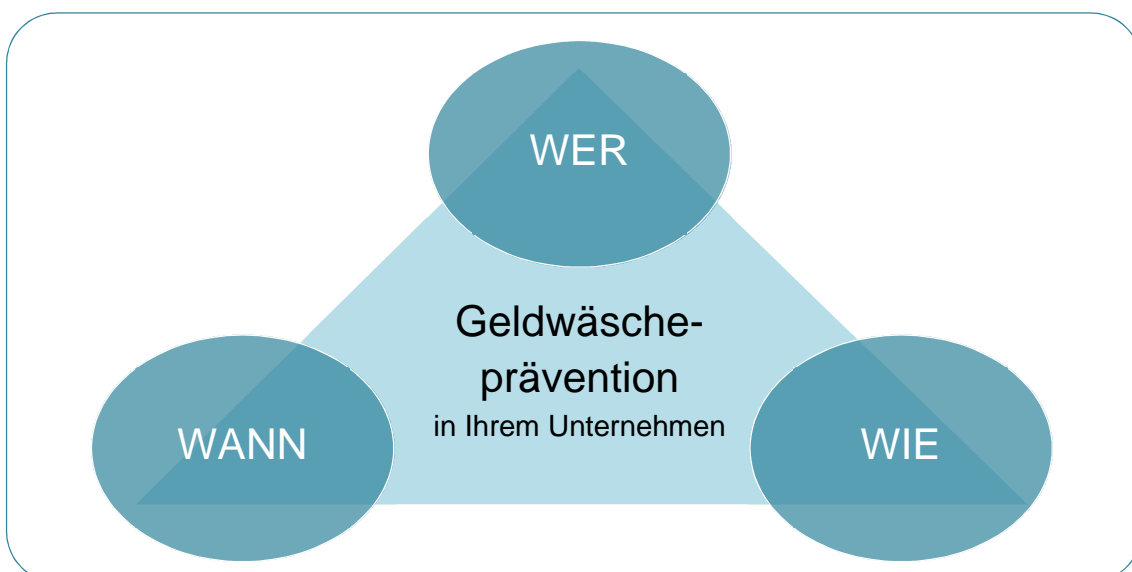 WER
Geldwäsche-
prävention
in Ihrem Unternehmen
WANN
WIE